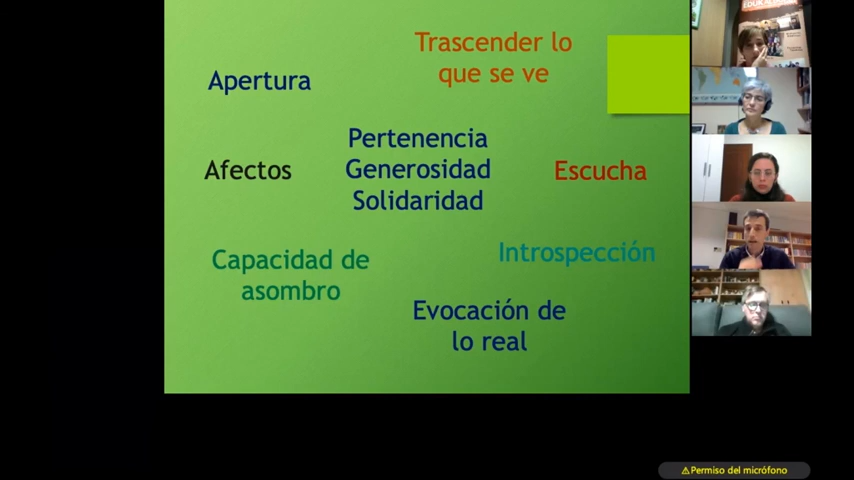 Trascender lo
que se ve
Apertura
Pertenencia
Generosidad
Solidaridad
Afectos
Escucha
Capacidad de
asombro
Introspección
Evocación de
lo real
Permiso del micrófono